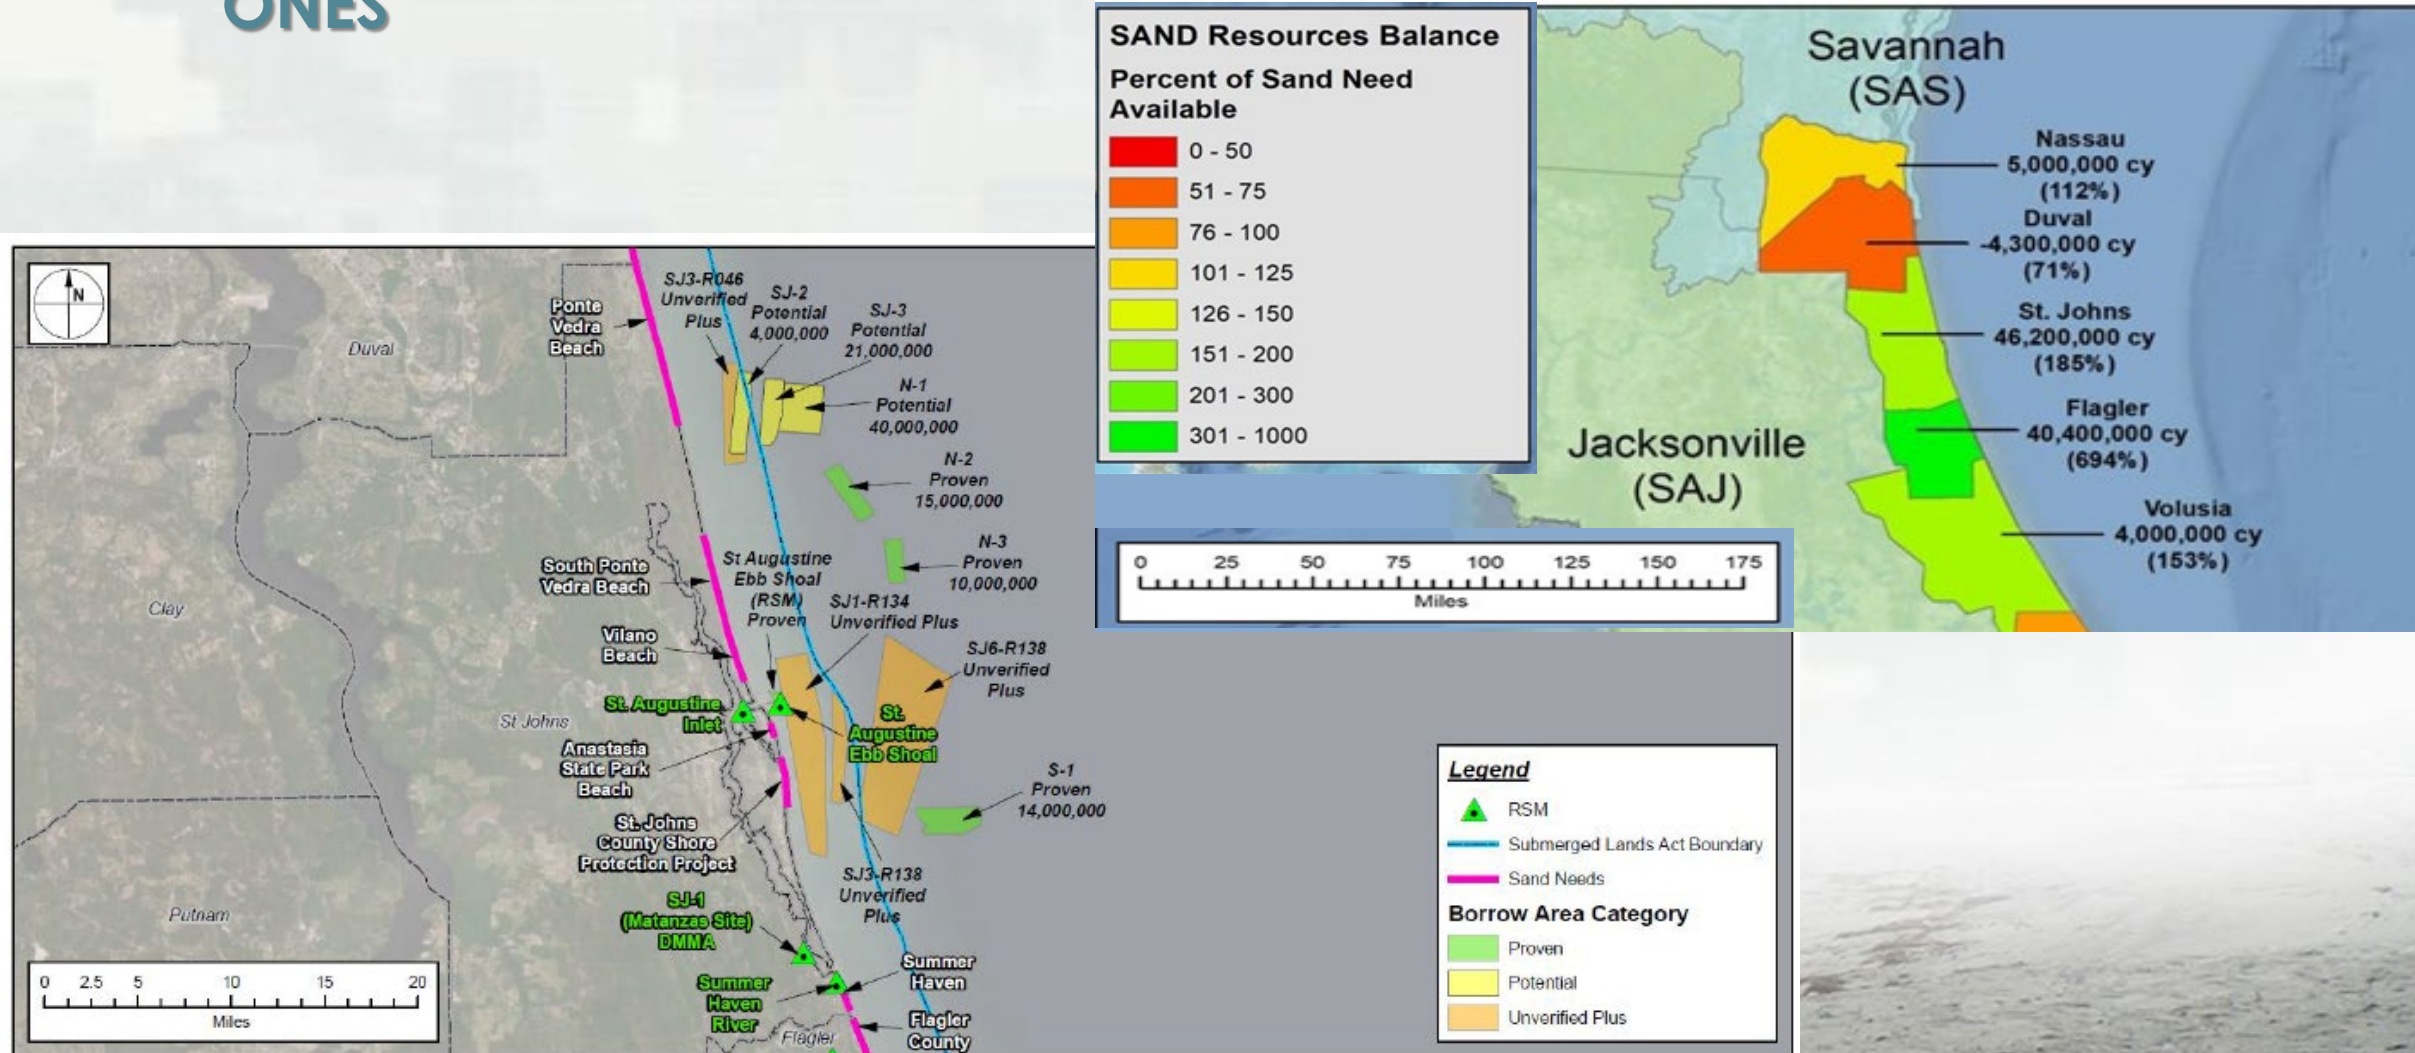 ONES
SAND Resources Balance
Percent of Sand Need
Available
0 - 50
51 - 75
76 - 100
101 - 125
126 - 150
151 - 200
201 - 300
301 - 1000
Savannah
(SAS)
Nassau
5,000,000 cy
(112%)
Duval
-4,300,000 cy
(71%)
St. Johns
46,200,000 cy
(185%)
Flagler
40,400,000 cy
(694%)
Jacksonville
(SAJ)
Volusia
4,000,000 cy
(153%)
0 25 50 75 100 125 150 175
Miles
N
Duval
Ponte
Vedra
Beach
SJ3-R046
Unverified
Plus
SJ-2
Potential
4,000,000
SJ-3
Potential
21,000,000
N-1
Potential
40,000,000
N-2
Proven
15,000,000
N-3
Proven
10,000,000
South Ponte
Vedra Beach
St Augustine
Ebb Shoal
(RSM)
Proven
SJ1-R134
Unverified Plus
Clay
Vilano
Beach
SJ6-R138
Unverified
Plus
St. Augustine
Inlet
St Johns
St.
Augustine
Ebb Shoal
Anastasia
State Park
Beach
S-1
Proven
14,000,000
St. Johns
County Shore
Protection Project
SJ3-R138
Unverified
Plus
Putnam
SJ-1
(Matanzas Site)
DMMA
Summer
Haven
Summer
Haven
River
Flagler
County
Flagler
0 2.5 5 10 15 20
Miles
Legend
RSM
Submerged Lands Act Boundary
Sand Needs
Borrow Area Category
Proven
Potential
Unverified Plus